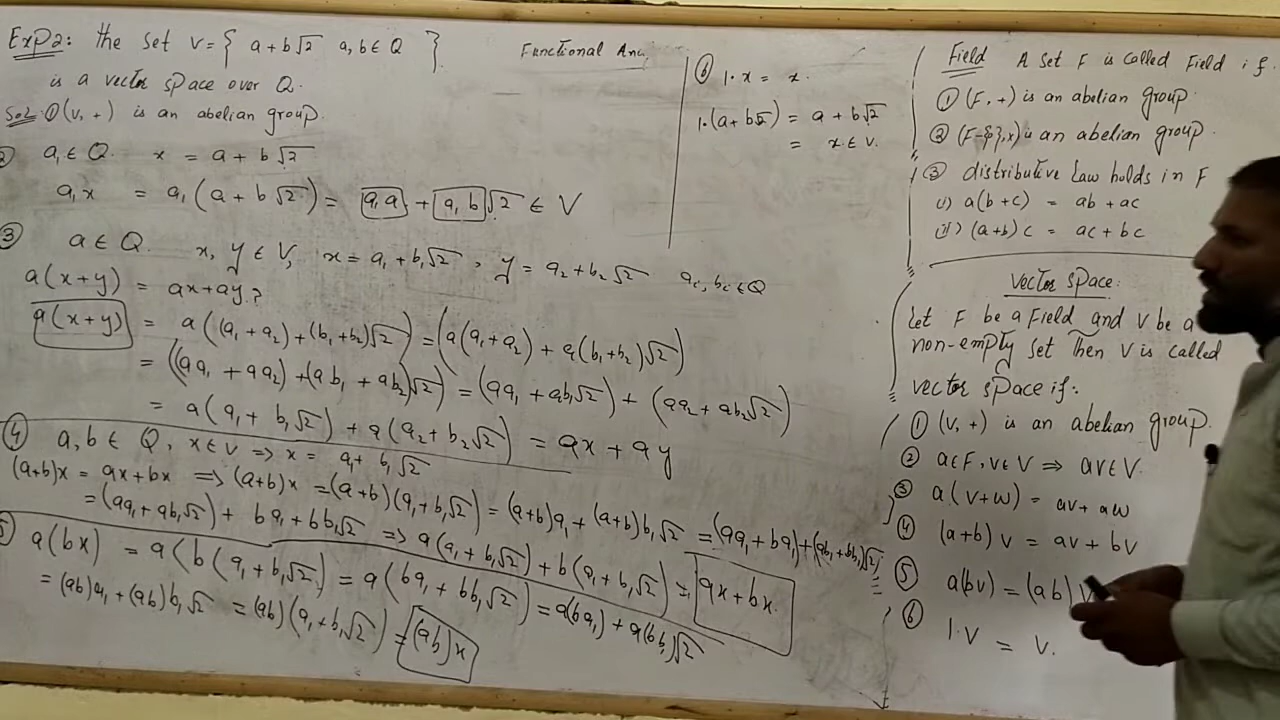 Exp2: the set V = { a + b√2 a, b ∈ Q }
is a vector space over Q.
Sol: ① (V, +) is an abelian group.
② a₁ ∈ Q. x = a + b√2
a₁x = a₁(a + b√2) = a₁a + a₁b√2 ∈ V
③ a ∈ Q. x, y ∈ V, x = a₁ + b₁√2, y = a₂ + b₂√2 aᵢ, bᵢ ∈ Q
a(x+y) = ax + ay ?
a(x+y) = a((a₁ + a₂) + (b₁ + b₂)√2) = (a(a₁ + a₂) + a(b₁ + b₂)√2)
= ((aa₁ + aa₂) + (ab₁ + ab₂)√2) = (aa₁ + ab₁√2) + (aa₂ + ab₂√2)
= a(a₁ + b₁√2) + a(a₂ + b₂√2) = ax + ay
④ a, b ∈ Q, x ∈ V ⇒ x = a₁ + b₁√2
(a+b)x = ax + bx ⇒ (a+b)x = (a+b)(a₁ + b₁√2) = (a+b)a₁ + (a+b)b₁√2 = (aa₁ + ba₁) + (ab₁ + bb₁)√2
= (aa₁ + ab₁√2) + ba₁ + bb₁√2 ⇒ a(a₁ + b₁√2) + b(a₁ + b₁√2) = ax + bx.
⑤ a(bx) = a(b(a₁ + b₁√2) = a(ba₁ + bb₁√2) = a(ba₁) + a(bb₁)√2
= (ab)a₁ + (ab)b₁√2 = (ab)(a₁ + b₁√2) = (ab)x
Functional
⑥ 1·x = x.
1·(a + b√2) = a + b√2
= x ∈ V.
Field A set F is called Field if.
① (F, +) is an abelian group.
② (F-{}, x) is an abelian group.
③ distributive Law holds in F
i) a(b+c) = ab + ac
ii) (a+b)c = ac + bc
Vector Space:
Let F be a Field and V be a
non-empty set Then V is called
vector space if:
① (V, +) is an abelian group.
② a∈F, v∈V ⇒ av∈V.
③ a(v+w) = av + aw
④ (a+b)v = av + bv
⑤ a(bv) = (ab)
⑥ 1·v = v.